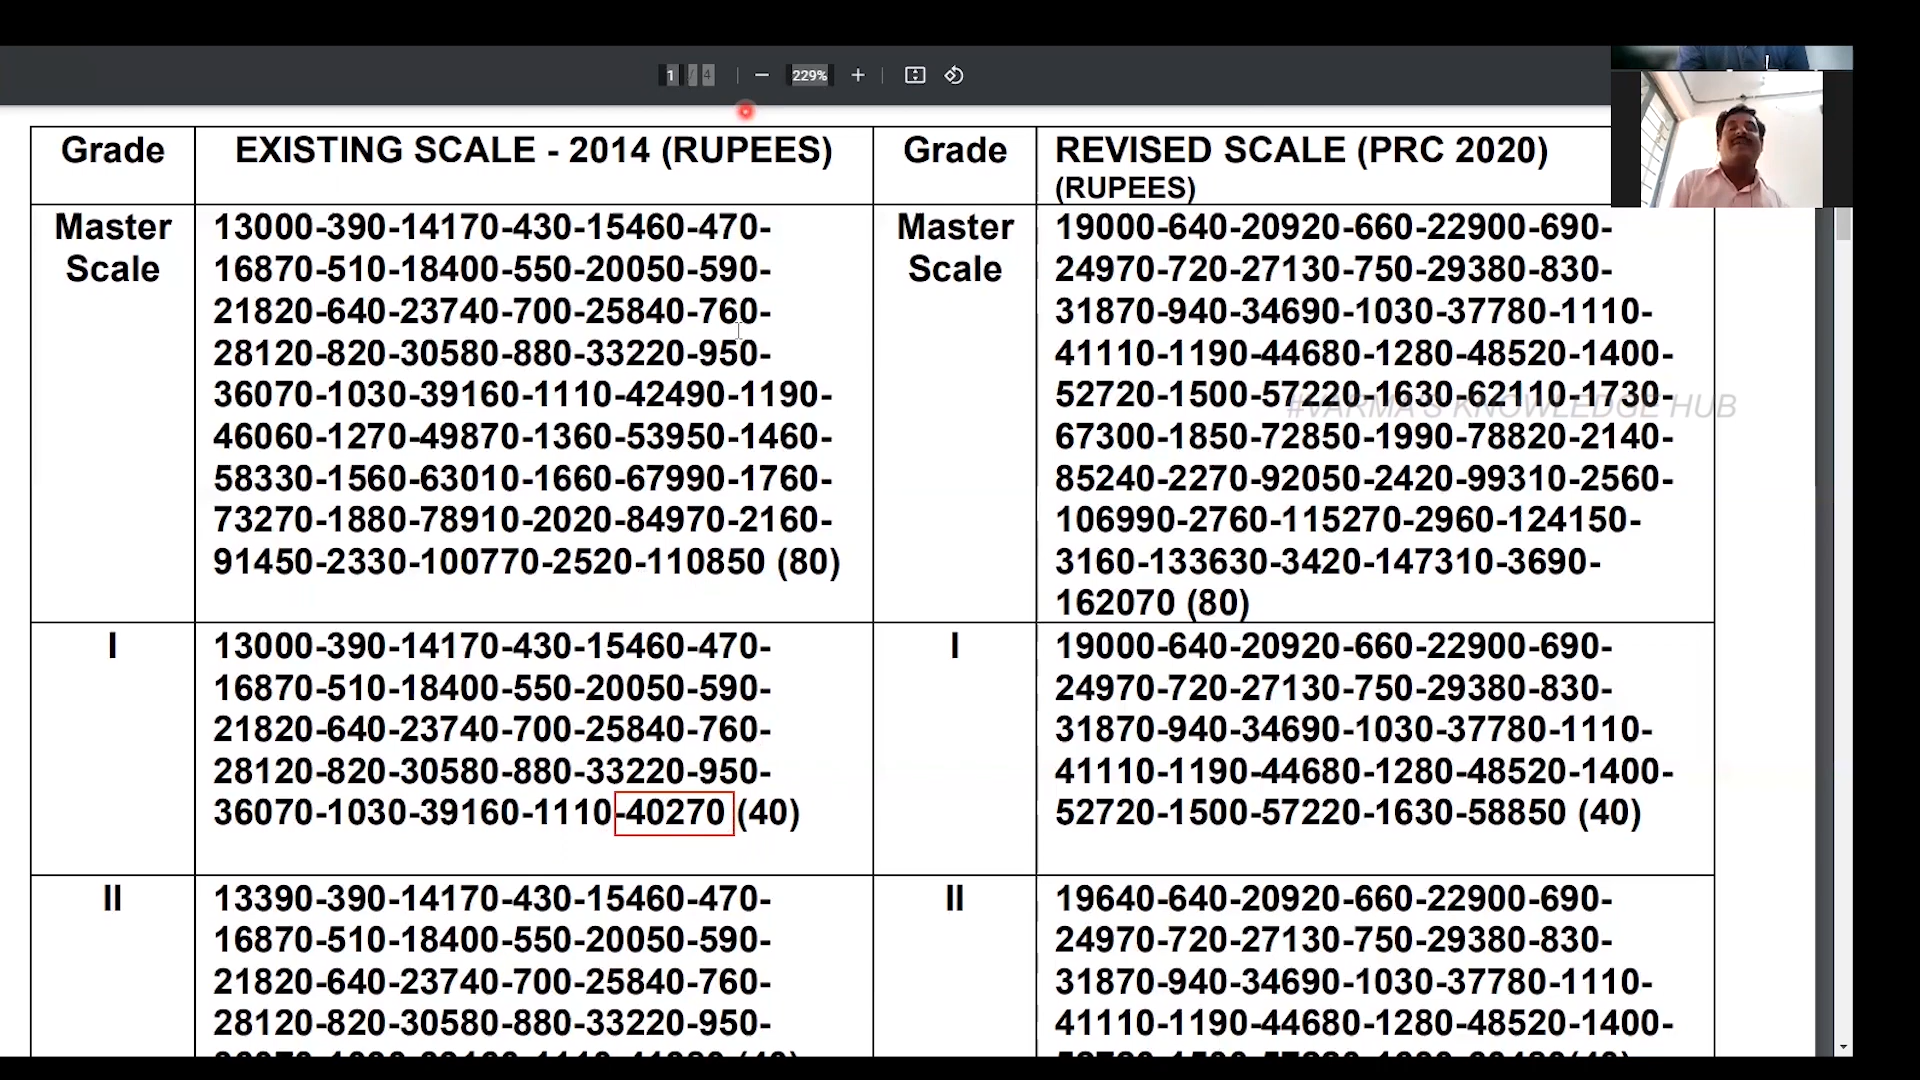 1 / 4
229%
Grade
EXISTING SCALE - 2014 (RUPEES)
Grade
REVISED SCALE (PRC 2020)
(RUPEES)
Master
Scale
13000-390-14170-430-15460-470-
16870-510-18400-550-20050-590-
21820-640-23740-700-25840-760-
28120-820-30580-880-33220-950-
36070-1030-39160-1110-42490-1190-
46060-1270-49870-1360-53950-1460-
58330-1560-63010-1660-67990-1760-
73270-1880-78910-2020-84970-2160-
91450-2330-100770-2520-110850 (80)
Master
Scale
19000-640-20920-660-22900-690-
24970-720-27130-750-29380-830-
31870-940-34690-1030-37780-1110-
41110-1190-44680-1280-48520-1400-
52720-1500-57220-1630-62110-1730-
#VARMA'S KNOWLEDGE HUB
67300-1850-72850-1990-78820-2140-
85240-2270-92050-2420-99310-2560-
106990-2760-115270-2960-124150-
3160-133630-3420-147310-3690-
162070 (80)
I
13000-390-14170-430-15460-470-
16870-510-18400-550-20050-590-
21820-640-23740-700-25840-760-
28120-820-30580-880-33220-950-
36070-1030-39160-1110-40270 (40)
I
19000-640-20920-660-22900-690-
24970-720-27130-750-29380-830-
31870-940-34690-1030-37780-1110-
41110-1190-44680-1280-48520-1400-
52720-1500-57220-1630-58850 (40)
II
13390-390-14170-430-15460-470-
16870-510-18400-550-20050-590-
21820-640-23740-700-25840-760-
28120-820-30580-880-33220-950-
II
19640-640-20920-660-22900-690-
24970-720-27130-750-29380-830-
31870-940-34690-1030-37780-1110-
41110-1190-44680-1280-48520-1400-